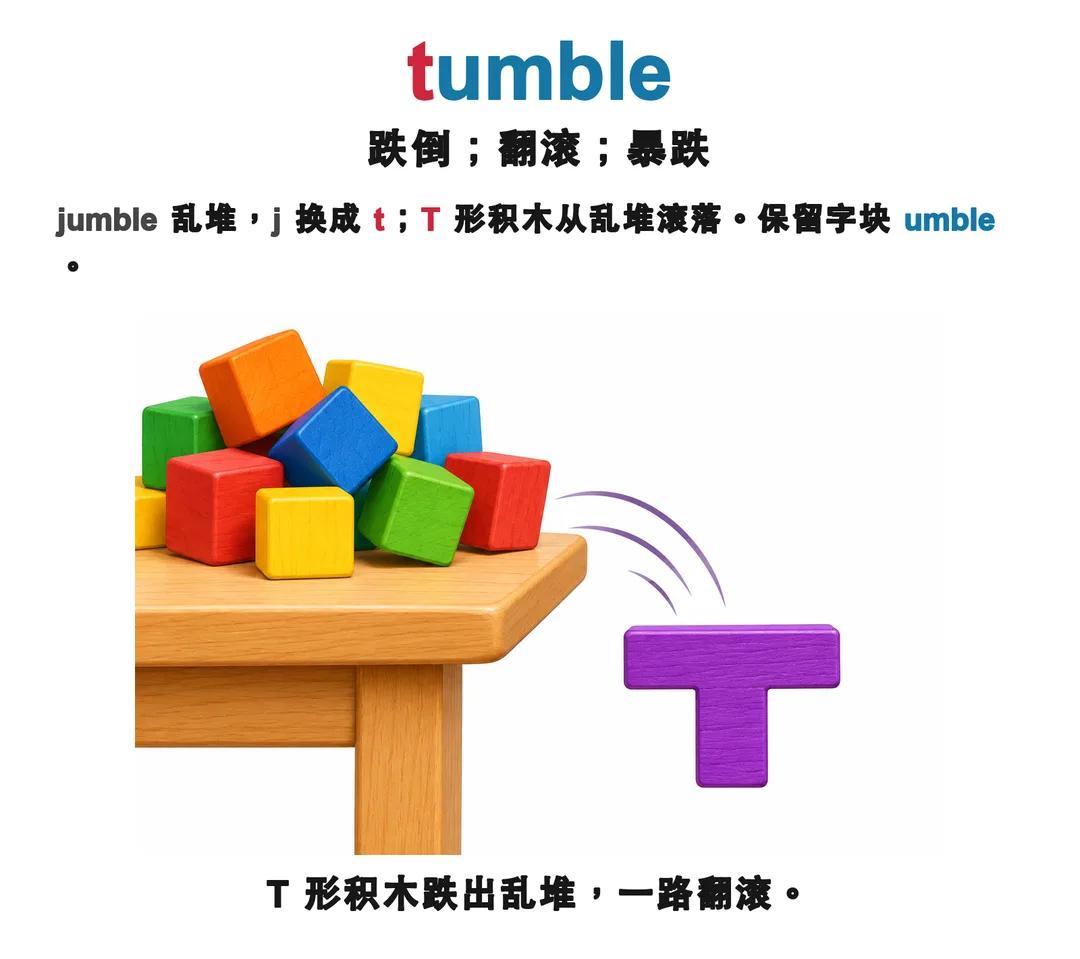 tumble
跌倒；翻滚；暴跌
jumble 乱堆，j 换成 t；T 形积木从乱堆滚落。保留字块 umble
。
T 形积木跌出乱堆，一路翻滚。